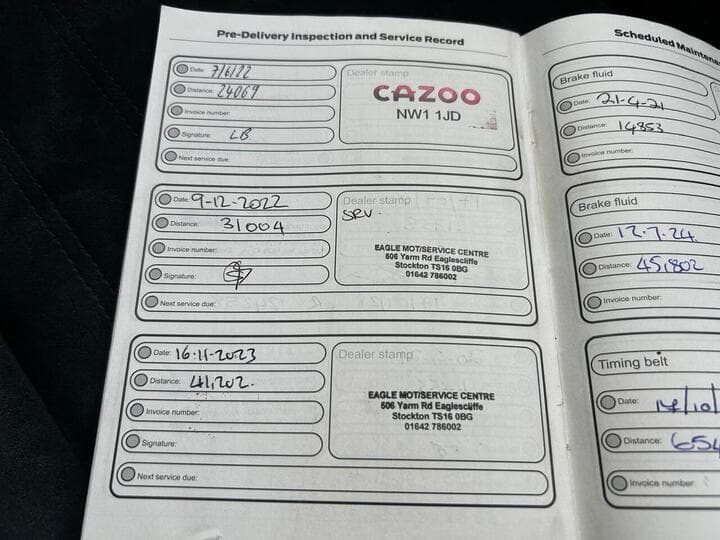 Pre-Delivery Inspection and Service Record
Date: 7/6/22
Distance: 24069
Invoice number:
Signature: LB
Next service due:
Dealer stamp
CAZOO
NW1 1JD
Date: 9-12-2022
Distance: 31004
Invoice number:
Signature:
Next service due:
Dealer stamp
SRV.
EAGLE MOT/SERVICE CENTRE
506 Yarm Rd Eaglescliffe
Stockton TS16 0BG
01642 786002
Date: 16-11-2023
Distance: 41,202.
Invoice number:
Signature:
Next service due:
Dealer stamp
EAGLE MOT/SERVICE CENTRE
506 Yarm Rd Eaglescliffe
Stockton TS16 0BG
01642 786002
Scheduled Maintena
Brake fluid
Date: 21-4-21
Distance: 14853
Invoice number:
Brake fluid
Date: 12.7.24.
Distance: 45,802
Invoice number:
Timing belt
Date: 14/10/
Distance: 654
Invoice number: